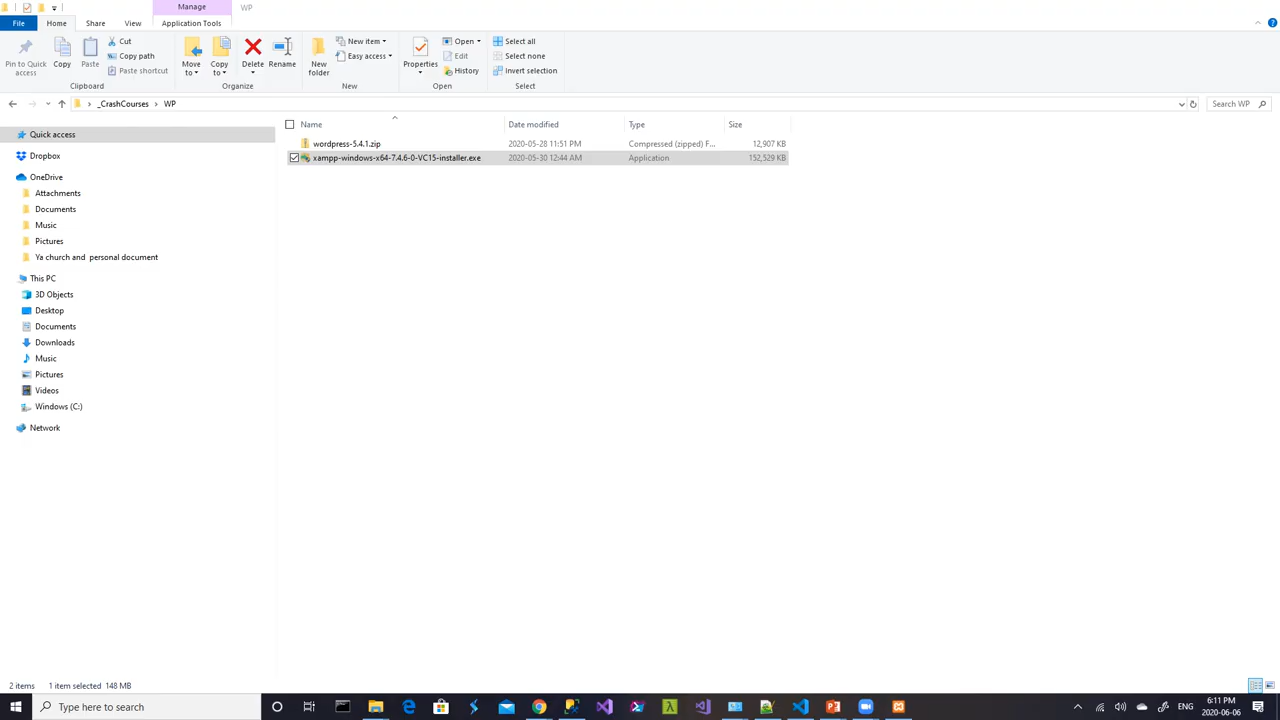 Manage WP
File Home Share View Application Tools
Pin to Quick access
Copy
Paste
Cut
Copy path
Paste shortcut
Clipboard
Move to
Copy to
Delete
Rename
Organize
New folder
New item
Easy access
New
Properties
Open
Edit
History
Open
Select all
Select none
Invert selection
Select
_CrashCourses > WP
Search WP
Name Date modified Type Size
wordpress-5.4.1.zip 2020-05-28 11:51 PM Compressed (zipped) F... 12,907 KB
xampp-windows-x64-7.4.6-0-VC15-installer.exe 2020-05-30 12:44 AM Application 152,529 KB
Quick access
Dropbox
OneDrive
Attachments
Documents
Music
Pictures
Ya church and personal document
This PC
3D Objects
Desktop
Documents
Downloads
Music
Pictures
Videos
Windows (C:)
Network
2 items 1 item selected 148 MB
Type here to search
ENG
6:11 PM
2020-06-06